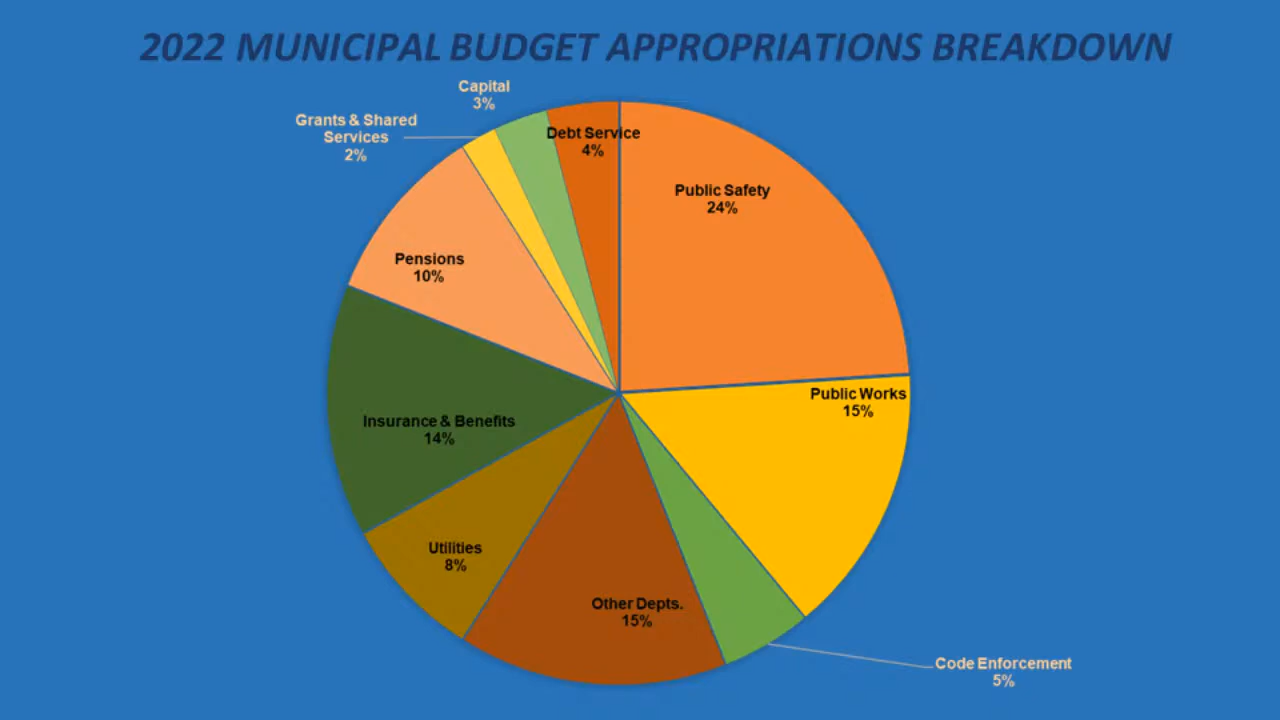 2022 MUNICIPAL BUDGET APPROPRIATIONS BREAKDOWN
Capital
3%
Grants & Shared
Services
2%
Debt Service
4%
Public Safety
24%
Pensions
10%
Public Works
15%
Insurance & Benefits
14%
Utilities
8%
Other Depts.
15%
Code Enforcement
5%